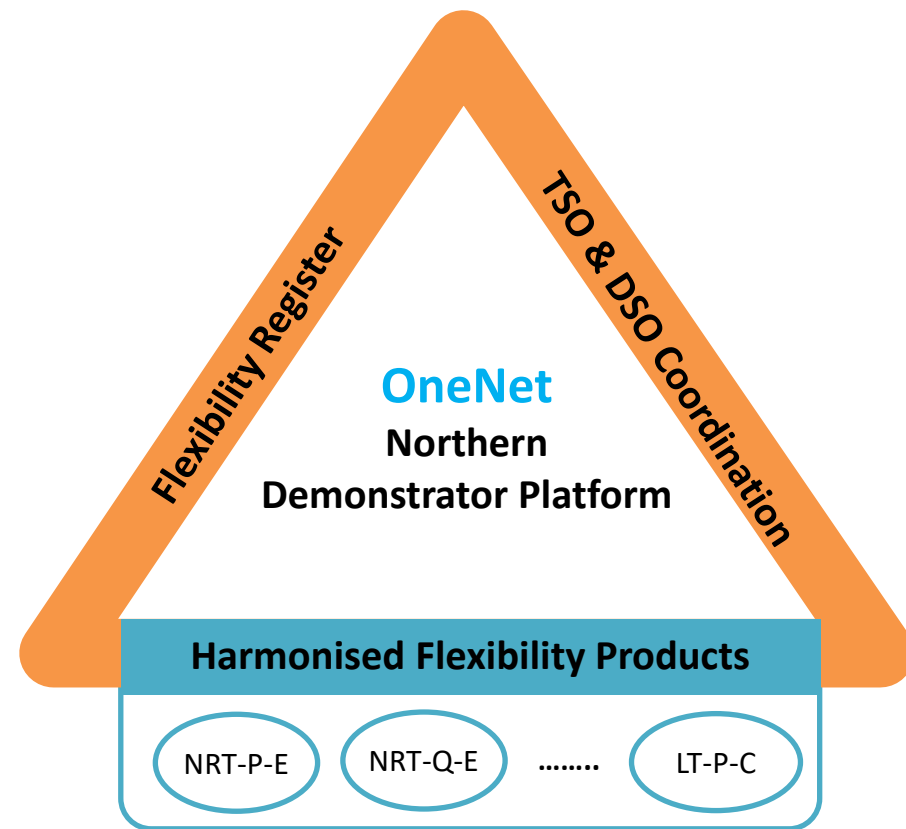 Flexibility Register
TSO & DSO Coordination
OneNet
Northern
Demonstrator Platform
Harmonised Flexibility Products
NRT-P-E
NRT-Q-E
........
LT-P-C